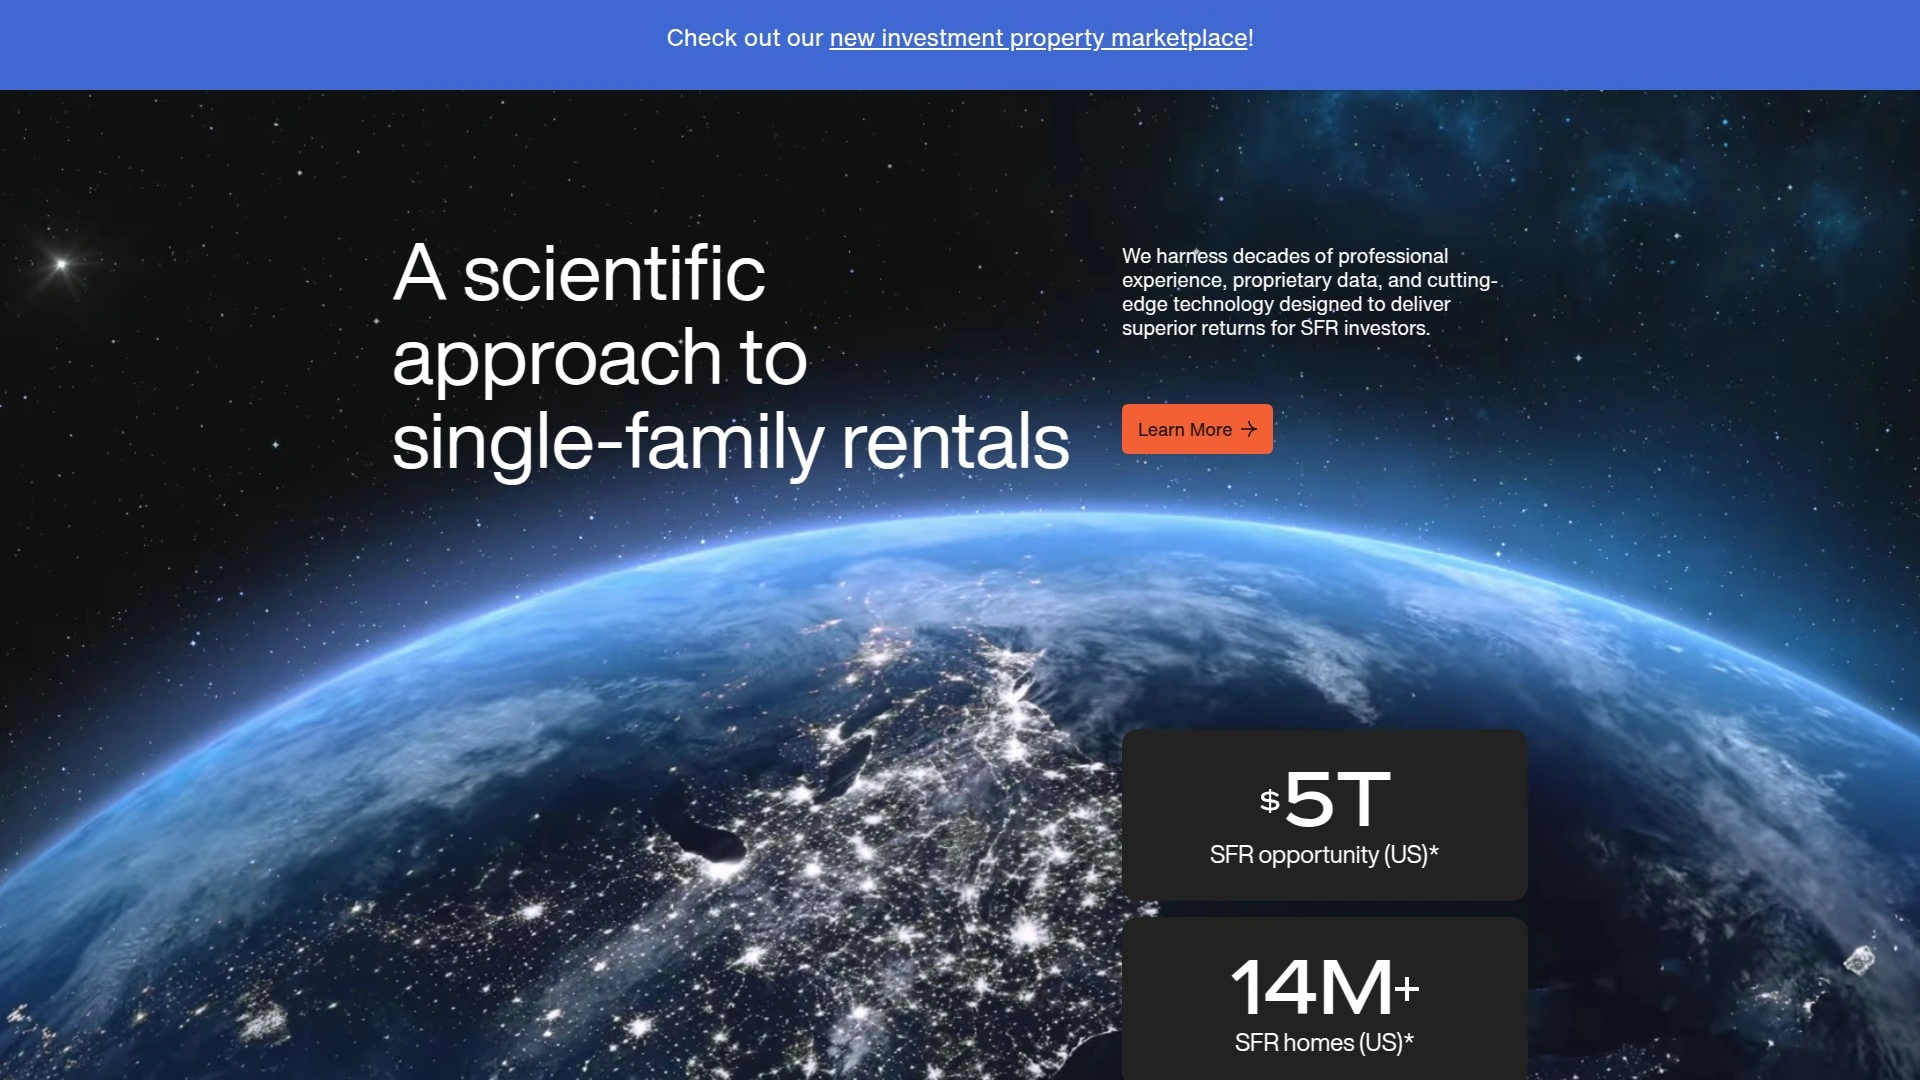 Check out our new investment property marketplace!
A scientific
approach to
single-family rentals
We harness decades of professional
experience, proprietary data, and cutting-
edge technology designed to deliver
superior returns for SFR investors.
Learn More →
$5T
SFR opportunity (US)*
14M+
SFR homes (US)*